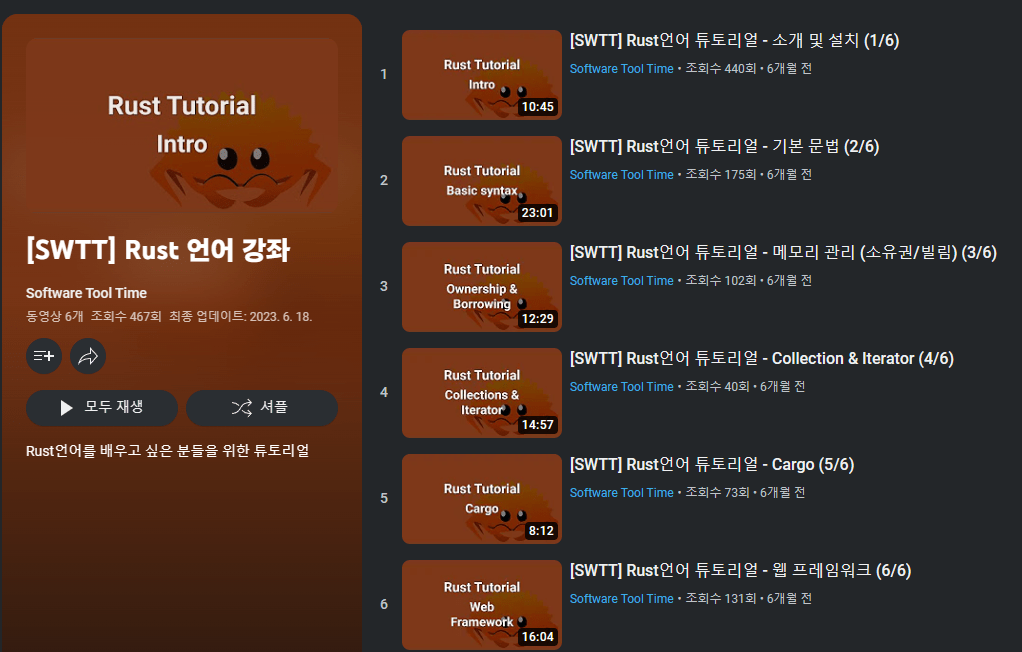 Rust Tutorial
Intro
[SWTT] Rust 언어 강좌
Software Tool Time
동영상 6개 조회수 467회 최종 업데이트: 2023. 6. 18.
모두 재생
셔플
Rust언어를 배우고 싶은 분들을 위한 튜토리얼
1
Rust Tutorial
Intro
10:45
[SWTT] Rust언어 튜토리얼 - 소개 및 설치 (1/6)
Software Tool Time • 조회수 440회 • 6개월 전
2
Rust Tutorial
Basic syntax
23:01
[SWTT] Rust언어 튜토리얼 - 기본 문법 (2/6)
Software Tool Time • 조회수 175회 • 6개월 전
3
Rust Tutorial
Ownership &
Borrowing
12:29
[SWTT] Rust언어 튜토리얼 - 메모리 관리 (소유권/빌림) (3/6)
Software Tool Time • 조회수 102회 • 6개월 전
4
Rust Tutorial
Collections &
Iterator
14:57
[SWTT] Rust언어 튜토리얼 - Collection & Iterator (4/6)
Software Tool Time • 조회수 40회 • 6개월 전
5
Rust Tutorial
Cargo
8:12
[SWTT] Rust언어 튜토리얼 - Cargo (5/6)
Software Tool Time • 조회수 73회 • 6개월 전
6
Rust Tutorial
Web
Framework
16:04
[SWTT] Rust언어 튜토리얼 - 웹 프레임워크 (6/6)
Software Tool Time • 조회수 131회 • 6개월 전